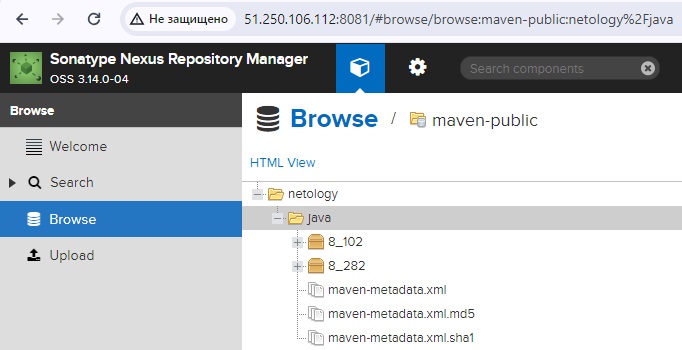 Не защищено 51.250.106.112:8081/#browse/browse:maven-public:netology%2Fjava
Sonatype Nexus Repository Manager
OSS 3.14.0-04
Search components
Browse
Welcome
Search
Browse
Upload
Browse / maven-public
HTML View
netology
java
8_102
8_282
maven-metadata.xml
maven-metadata.xml.md5
maven-metadata.xml.sha1